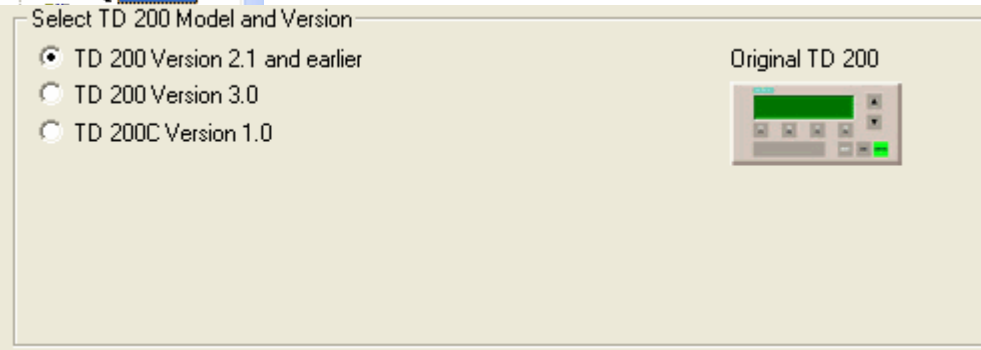 Select TD 200 Model and Version
TD 200 Version 2.1 and earlier
Original TD 200
TD 200 Version 3.0
TD 200C Version 1.0